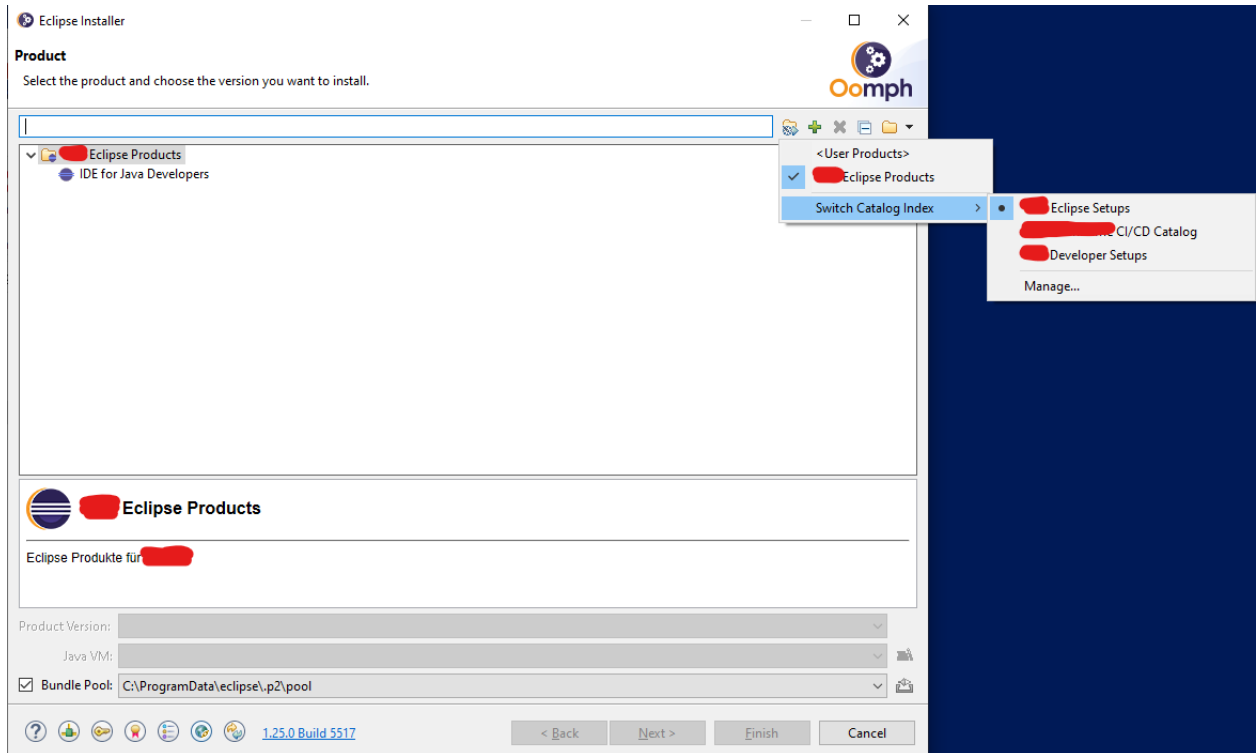 Eclipse Installer
Product
Select the product and choose the version you want to install.
Oomph
Eclipse Products
IDE for Java Developers
<User Products>
Eclipse Products
Switch Catalog Index
Eclipse Setups
CI/CD Catalog
Developer Setups
Manage...
Eclipse Products
Eclipse Produkte für
Product Version:
Java VM:
Bundle Pool: C:\ProgramData\eclipse\.p2\pool
1.25.0 Build 5517
< Back Next > Finish Cancel